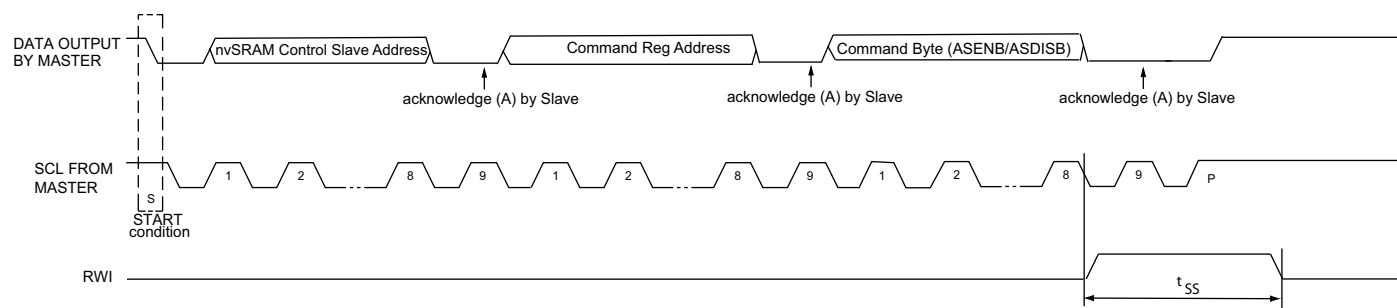 DATA OUTPUT
BY MASTER
nvSRAM Control Slave Address
Command Reg Address
Command Byte (ASENB/ASDISB)
acknowledge (A) by Slave
acknowledge (A) by Slave
acknowledge (A) by Slave
SCL FROM
MASTER
1 2 8 9 1 2 8 9 1 2 8 9 P
S
START
condition
RWI
tSS